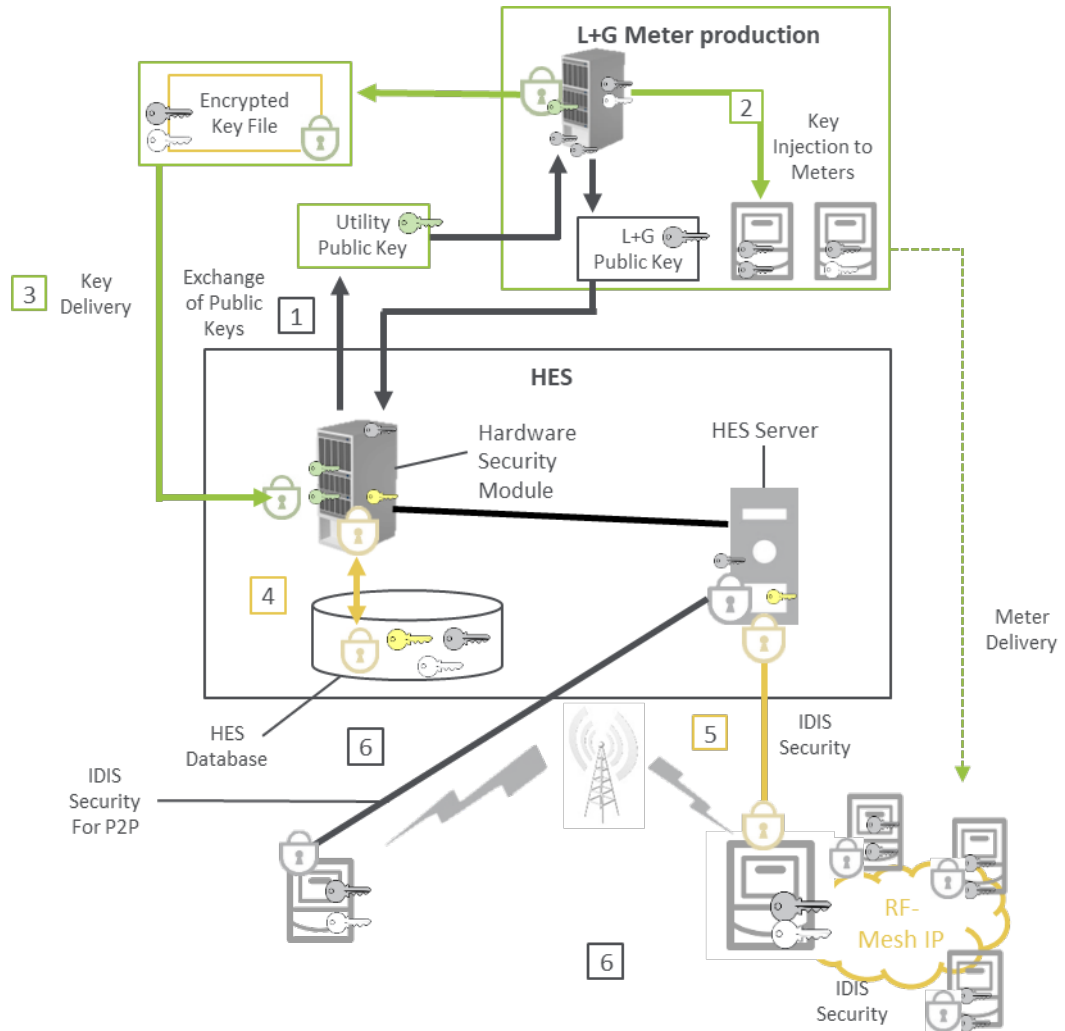 L+G Meter production
Encrypted
Key File
2
Key
Injection to
Meters
Utility
Public Key
L+G
Public Key
3
Key
Delivery
Exchange
of Public
Keys
1
HES
Hardware
Security
Module
HES Server
4
Meter
Delivery
HES
Database
6
5
IDIS
Security
IDIS
Security
For P2P
RF-
Mesh IP
6
IDIS
Security